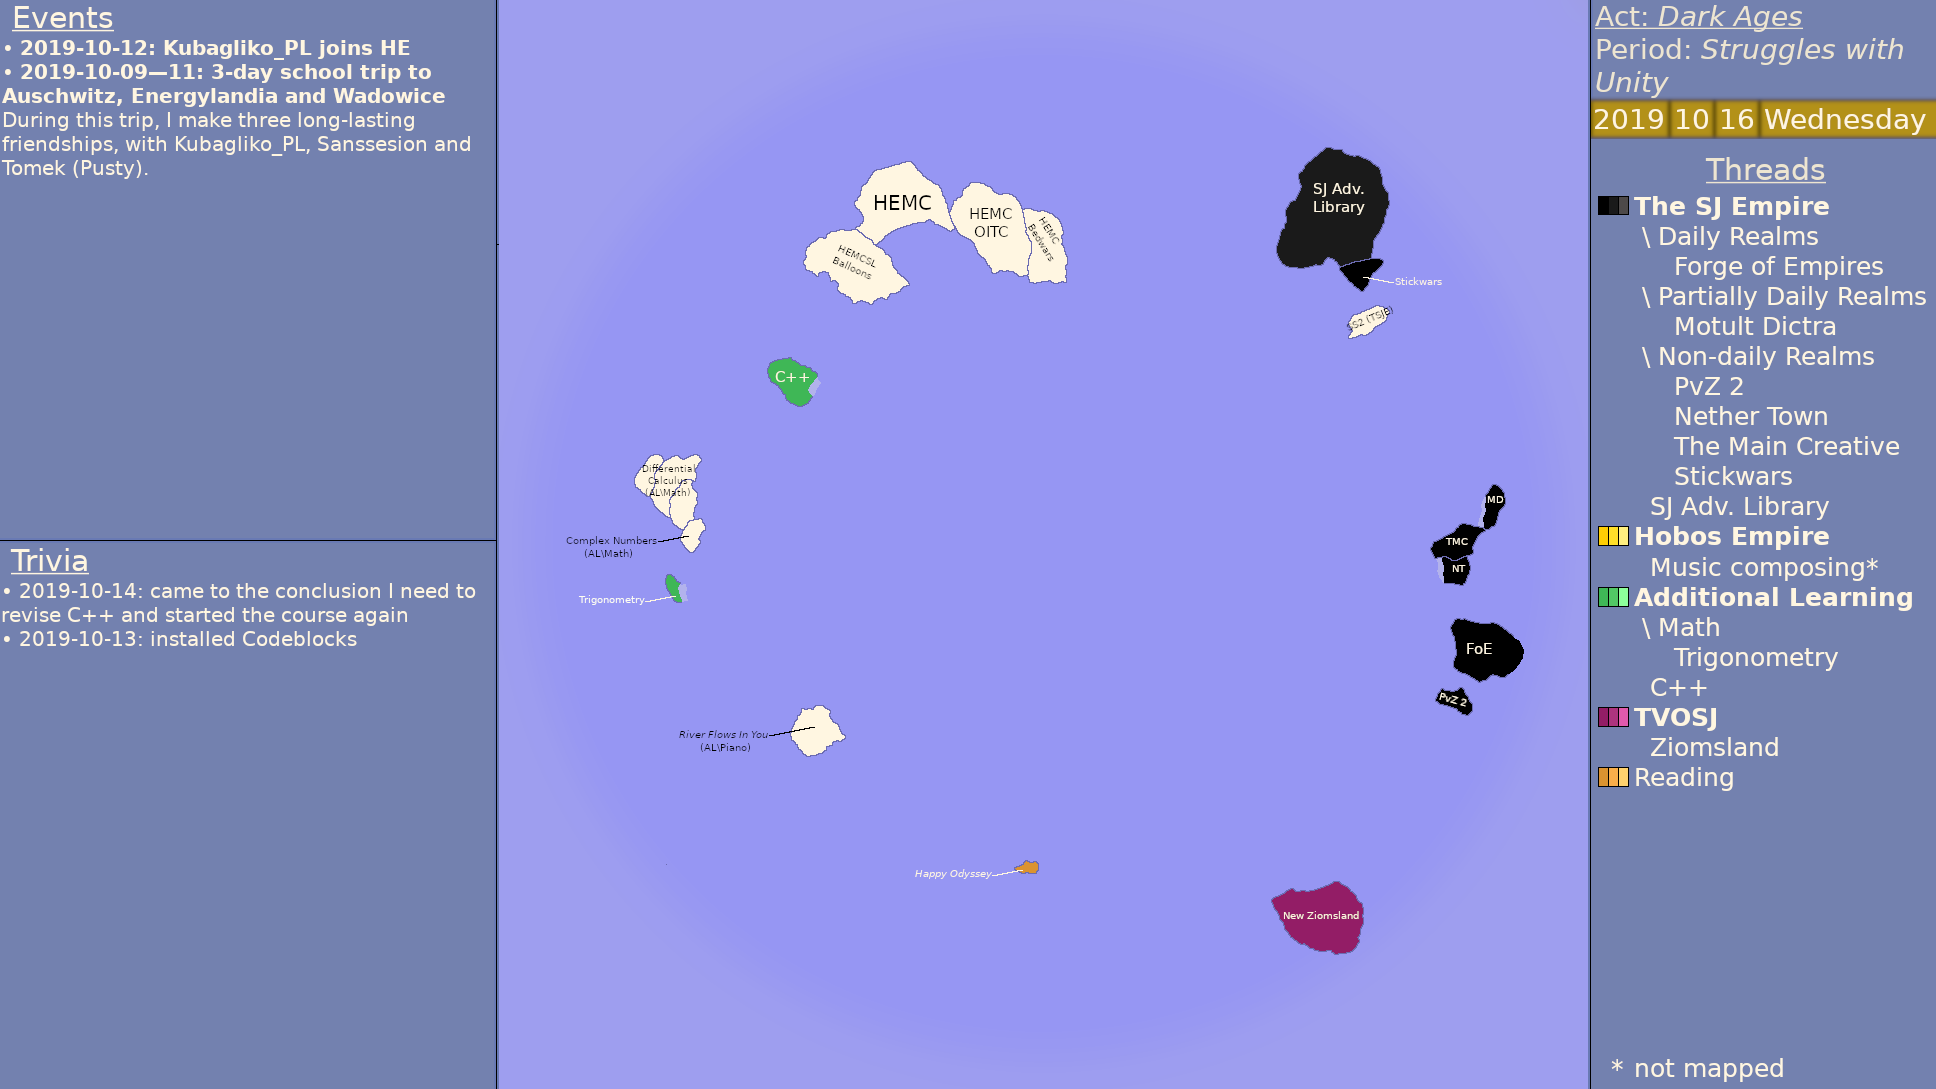 Events
• 2019-10-12: Kubagliko_PL joins HE
• 2019-10-09—11: 3-day school trip to
Auschwitz, Energylandia and Wadowice
During this trip, I make three long-lasting
friendships, with Kubagliko_PL, Sanssesion and
Tomek (Pusty).
Trivia
• 2019-10-14: came to the conclusion I need to
revise C++ and started the course again
• 2019-10-13: installed Codeblocks
HEMC
HEMC
OITC
HEMC
Bedwars
HEMCSL
Balloons
SJ Adv.
Library
Stickwars
S2 (TSJE)
C++
Differential
Calculus
(AL\Math)
Complex Numbers
(AL\Math)
Trigonometry
MD
TMC
NT
FoE
PvZ 2
River Flows In You
(AL\Piano)
Happy Odyssey
New Ziomsland
Act: Dark Ages
Period: Struggles with
Unity
2019 10 16 Wednesday
Threads
The SJ Empire
\ Daily Realms
Forge of Empires
\ Partially Daily Realms
Motult Dictra
\ Non-daily Realms
PvZ 2
Nether Town
The Main Creative
Stickwars
SJ Adv. Library
Hobos Empire
Music composing*
Additional Learning
\ Math
Trigonometry
C++
TVOSJ
Ziomsland
Reading
* not mapped